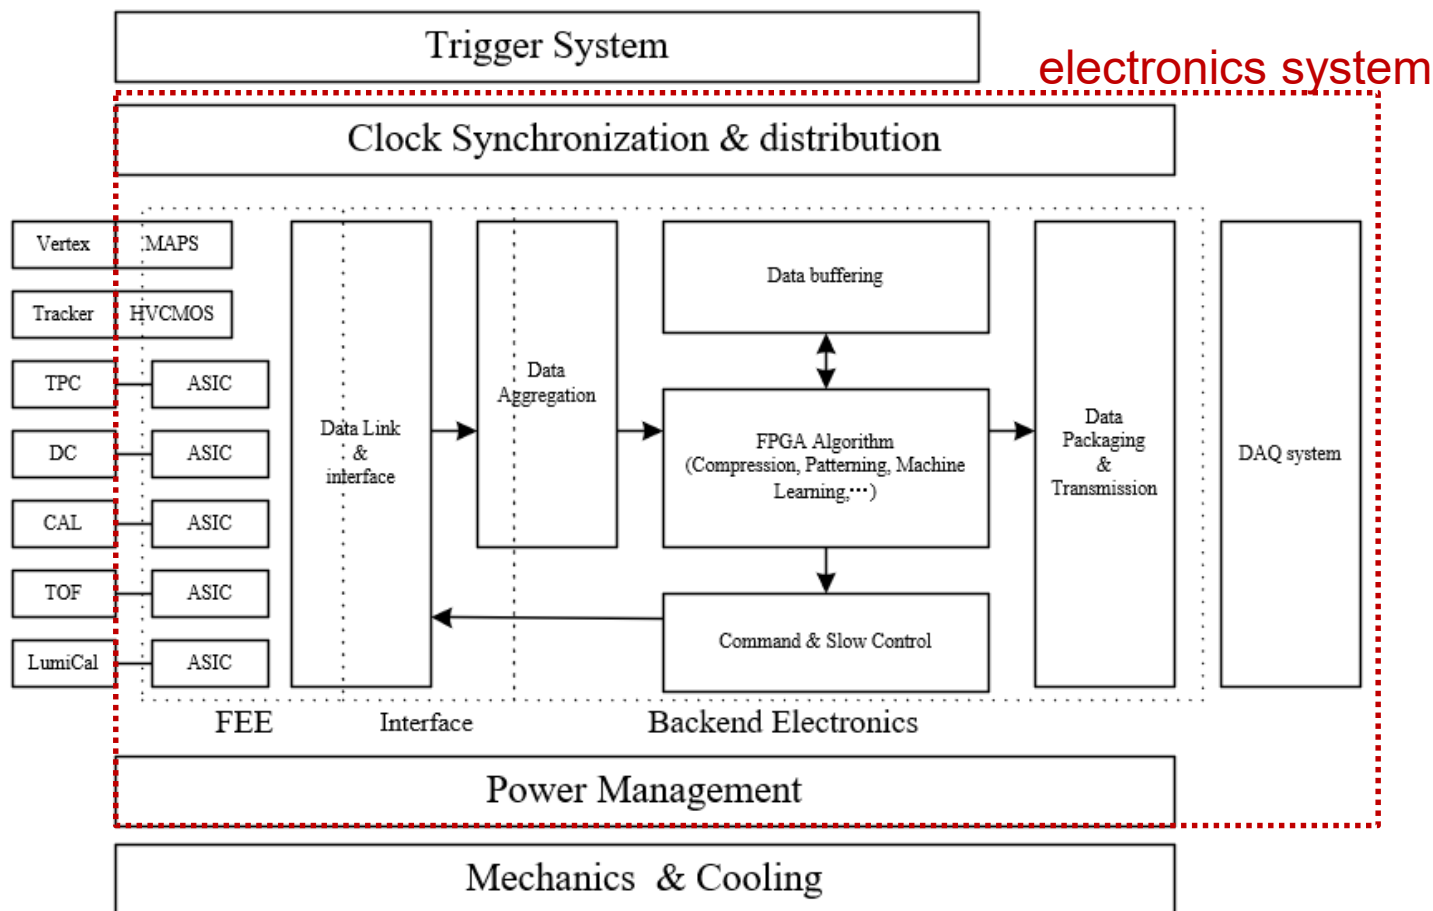 Trigger System
electronics system
Clock Synchronization & distribution
Vertex
MAPS
Tracker
HVCMOS
TPC
ASIC
DC
ASIC
CAL
ASIC
TOF
ASIC
LumiCal
ASIC
Data Link
&
interface
Data
Aggregation
Data buffering
FPGA Algorithm
(Compression, Patterning, Machine
Learning,⋯)
Command & Slow Control
Data
Packaging
&
Transmission
DAQ system
FEE
Interface
Backend Electronics
Power Management
Mechanics & Cooling